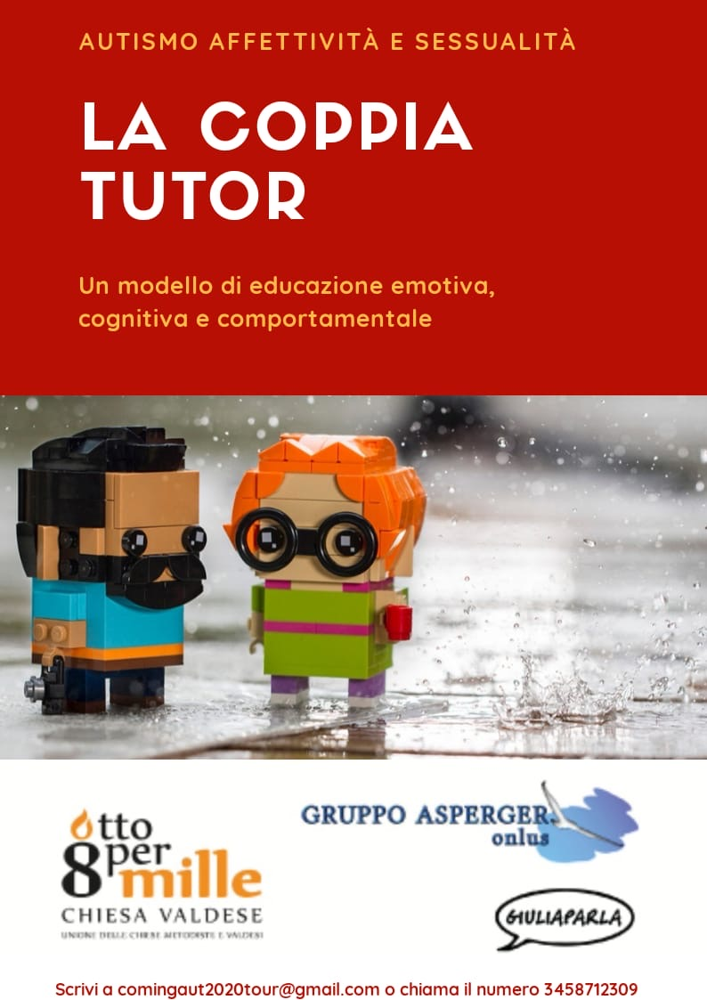 AUTISMO AFFETTIVITÀ E SESSUALITÀ
LA COPPIA
TUTOR
Un modello di educazione emotiva,
cognitiva e comportamentale
otto
8 per
mille
CHIESA VALDESE
UNIONE DELLE CHIESE METODISTE E VALDESI
GRUPPO ASPERGER
onlus
GIULIAPARLA
Scrivi a comingaut2020tour@gmail.com o chiama il numero 3458712309